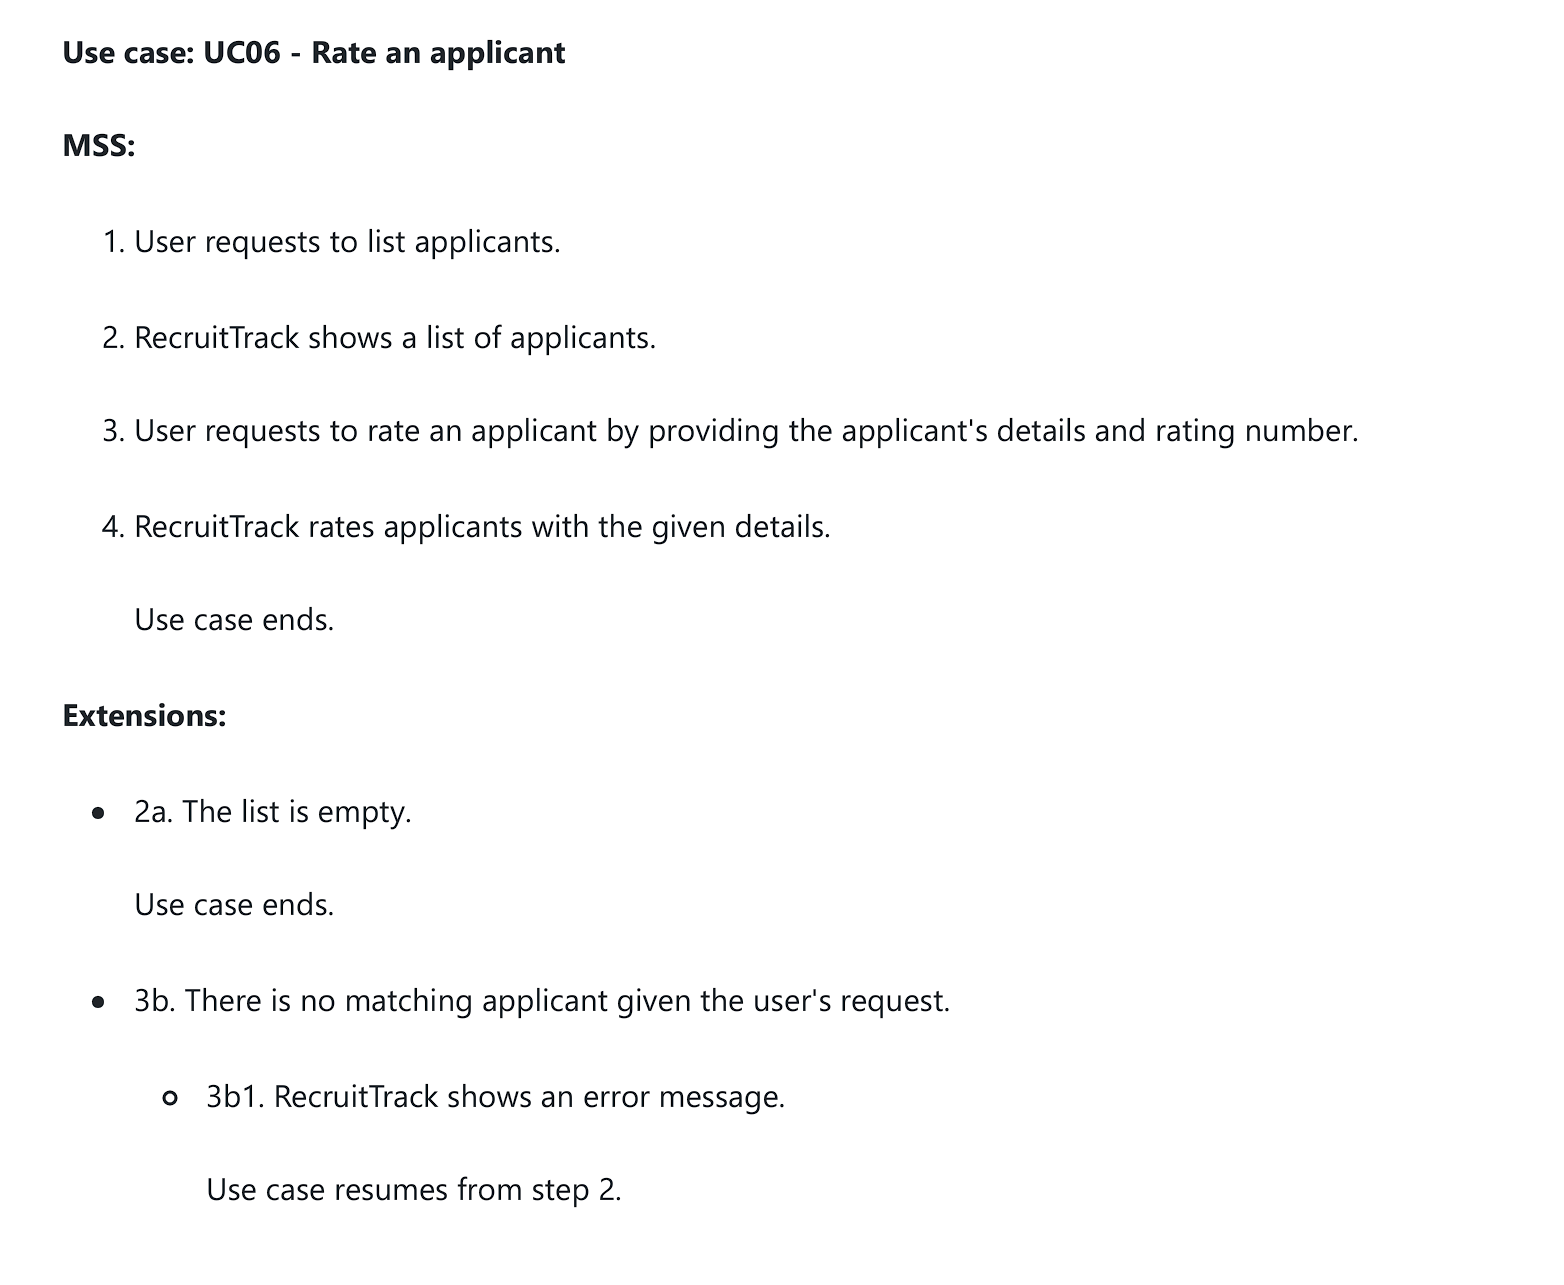 Use case: UC06 - Rate an applicant
MSS:
1. User requests to list applicants.
2. RecruitTrack shows a list of applicants.
3. User requests to rate an applicant by providing the applicant's details and rating number.
4. RecruitTrack rates applicants with the given details.
Use case ends.
Extensions:
• 2a. The list is empty.
Use case ends.
• 3b. There is no matching applicant given the user's request.
○ 3b1. RecruitTrack shows an error message.
Use case resumes from step 2.